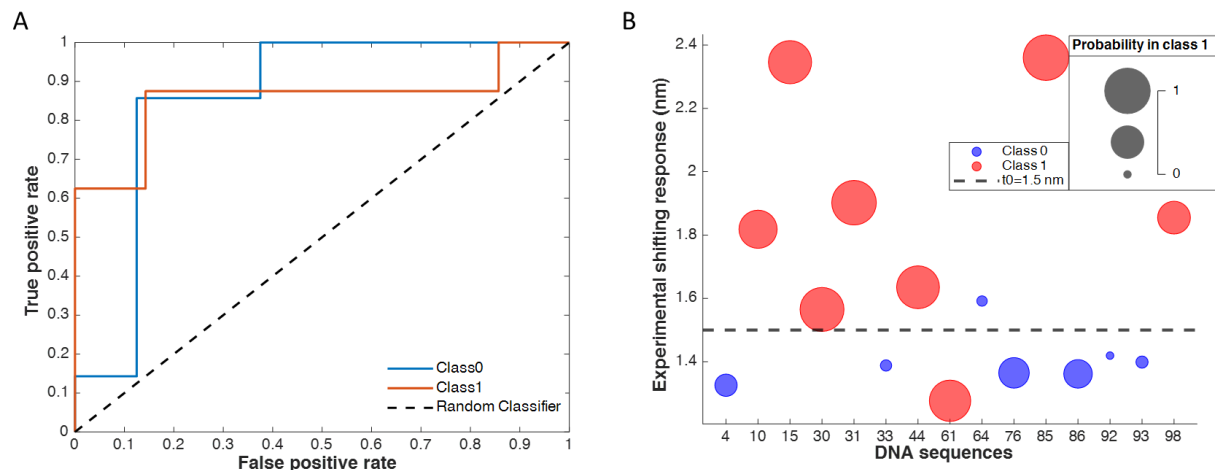 A
1
0.9
0.8
0.7
0.6
0.5
0.4
0.3
0.2
0.1
0
True positive rate
0 0.1 0.2 0.3 0.4 0.5 0.6 0.7 0.8 0.9 1
False positive rate
Class0
Class1
Random Classifier
B
2.4
2.2
2
1.8
1.6
1.4
Experimental shifting response (nm)
4 10 15 30 31 33 44 61 64 76 85 86 92 93 98
DNA sequences
Probability in class 1
1
0
Class 0
Class 1
t0=1.5 nm